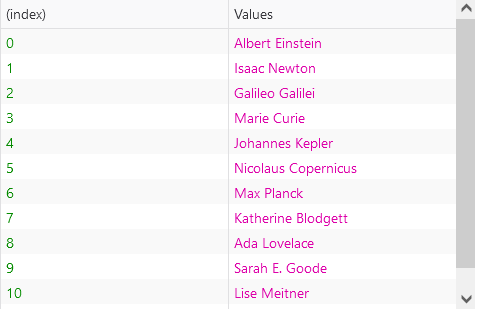 (index) Values
0 Albert Einstein
1 Isaac Newton
2 Galileo Galilei
3 Marie Curie
4 Johannes Kepler
5 Nicolaus Copernicus
6 Max Planck
7 Katherine Blodgett
8 Ada Lovelace
9 Sarah E. Goode
10 Lise Meitner